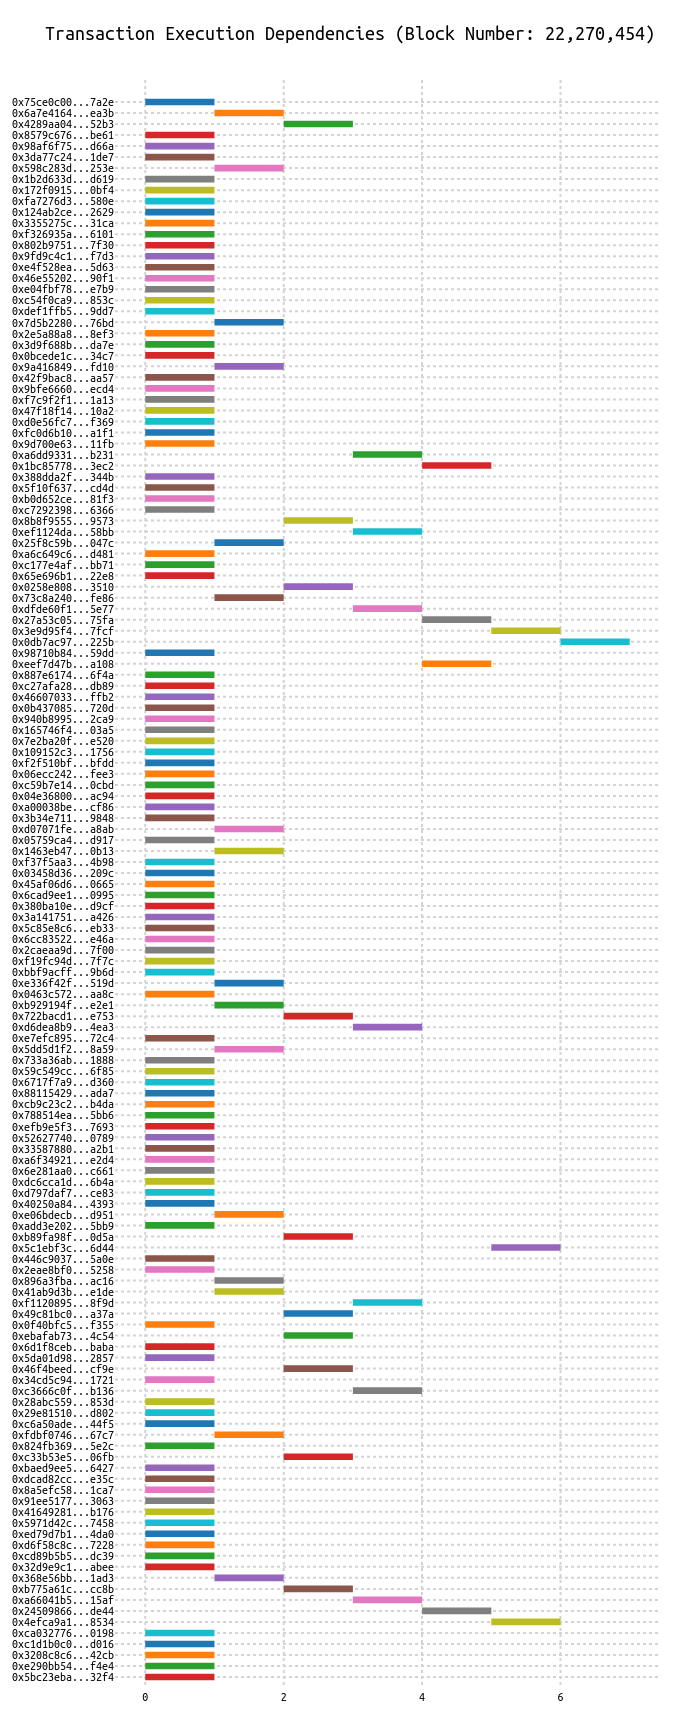 Transaction Execution Dependencies (Block Number: 22,270,454)
0x75ce0c00...7a2e
0x6a7e4164...ea3b
0x4289aa04...52b3
0x8579c676...be61
0x98af6f75...d66a
0x3da77c24...1de7
0x598c283d...253e
0x1b2d633d...d619
0x172f0915...0bf4
0xfa7276d3...580e
0x124ab2ce...2629
0x3355275c...31ca
0xf326935a...6101
0x802b9751...7f30
0x9fd9c4c1...f7d3
0xe4f528ea...5d63
0x46e55202...90f1
0xe04fbf78...e7b9
0xc54f0ca9...853c
0xdef1ffb5...9dd7
0x7d5b2280...76bd
0x2e5a88a8...8ef3
0x3d9f688b...da7e
0x0bcede1c...34c7
0x9a416849...fd10
0x42f9bac8...aa57
0x9bfe6660...ecd4
0xf7c9f2f1...1a13
0x47f18f14...10a2
0xd0e56fc7...f369
0xfc0d6b10...a1f1
0x9d700e63...11fb
0xa6dd9331...b231
0x1bc85778...3ec2
0x388dda2f...344b
0x5f10f637...cd4d
0xb0d652ce...81f3
0xc7292398...6366
0x8b8f9555...9573
0xef1124da...58bb
0x25f8c59b...047c
0xa6c649c6...d481
0xc177e4af...bb71
0x65e696b1...22e8
0x0258e808...3510
0x73c8a240...fe86
0xdfde60f1...5e77
0x27a53c05...75fa
0x3e9d95f4...7fcf
0x0db7ac97...225b
0x98710b84...59dd
0xeef7d47b...a108
0x887e6174...6f4a
0xc27afa28...db89
0x46607033...ffb2
0x0b437085...720d
0x940b8995...2ca9
0x165746f4...03a5
0x7e2ba20f...e520
0x109152c3...1756
0xf2f510bf...bfdd
0x06ecc242...fee3
0xc59b7e14...0cbd
0x04e36800...ac94
0xa00038be...cf86
0x3b34e711...9848
0xd07071fe...a8ab
0x05759ca4...d917
0x1463eb47...0b13
0xf37f5aa3...4b98
0x03458d36...209c
0x45af06d6...0665
0x6cad9ee1...0995
0x380ba10e...d9cf
0x3a141751...a426
0x5c85e8c6...eb33
0x6cc83522...e46a
0x2caeaa9d...7f00
0xf19fc94d...7f7c
0xbbf9acff...9b6d
0xe336f42f...519d
0x0463c572...aa8c
0xb929194f...e2e1
0x722bacd1...e753
0xd6dea8b9...4ea3
0xe7efc895...72c4
0x5dd5d1f2...8a59
0x733a36ab...1888
0x59c549cc...6f85
0x6717f7a9...d360
0x88115429...ada7
0xcb9c23c2...b4da
0x788514ea...5bb6
0xefb9e5f3...7693
0x52627740...0789
0x33587880...a2b1
0xa6f34921...e2d4
0x6e281aa0...c661
0xdc6cca1d...6b4a
0xd797daf7...ce83
0x40250a84...4393
0xe06bdecb...d951
0xadd3e202...5bb9
0xb89fa98f...0d5a
0x5c1ebf3c...6d44
0x446c9037...5a0e
0x2eae8bf0...5258
0x896a3fba...ac16
0x41ab9d3b...e1de
0xf1120895...8f9d
0x49c81bc0...a37a
0x0f40bfc5...f355
0xebafab73...4c54
0x6d1f8ceb...baba
0x5da01d98...2857
0x46f4beed...cf9e
0x34cd5c94...1721
0xc3666c0f...b136
0x28abc559...853d
0x29e81510...d802
0xc6a50ade...44f5
0xfdbf0746...67c7
0x824fb369...5e2c
0xc33b53e5...06fb
0xbaed9ee5...6427
0xdcad82cc...e35c
0x8a5efc58...1ca7
0x91ee5177...3063
0x41649281...b176
0x5971d42c...7458
0xed79d7b1...4da0
0xd6f58c8c...7228
0xcd89b5b5...dc39
0x32d9e9c1...abee
0x368e56bb...1ad3
0xb775a61c...cc8b
0xa66041b5...15af
0x24509866...de44
0x4efca9a1...8534
0xca032776...0198
0xc1d1b0c0...d016
0x3208c8c6...42cb
0xe290bb54...f4e4
0x5bc23eba...32f4
0 2 4 6